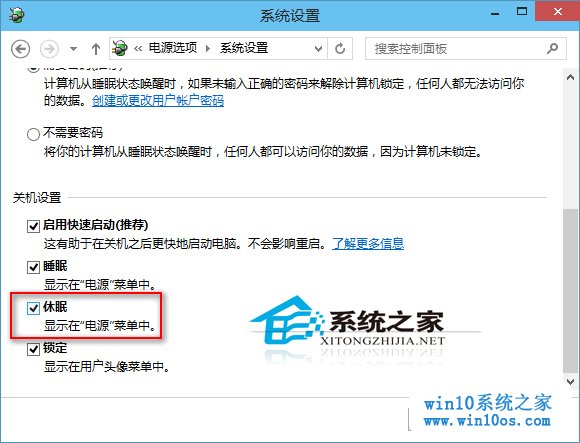 系统设置
« 电源选项 › 系统设置
搜索控制面板
计算机从睡眠状态唤醒时，如果未输入正确的密码来解除计算机锁定，任何人都无法访问你
的数据。创建或更改用户帐户密码
不需要密码
将你的计算机从睡眠状态唤醒时，任何人都可以访问你的数据，因为计算机未锁定。
关机设置
启用快速启动(推荐)
这有助于在关机之后更快地启动电脑。不会影响重启。了解更多信息
睡眠
显示在"电源"菜单中。
休眠
显示在"电源"菜单中。
锁定
显示在用户头像菜单中。
系统之家
XITONGZHIJIA.NET
win10系统之家
www.win10os.com